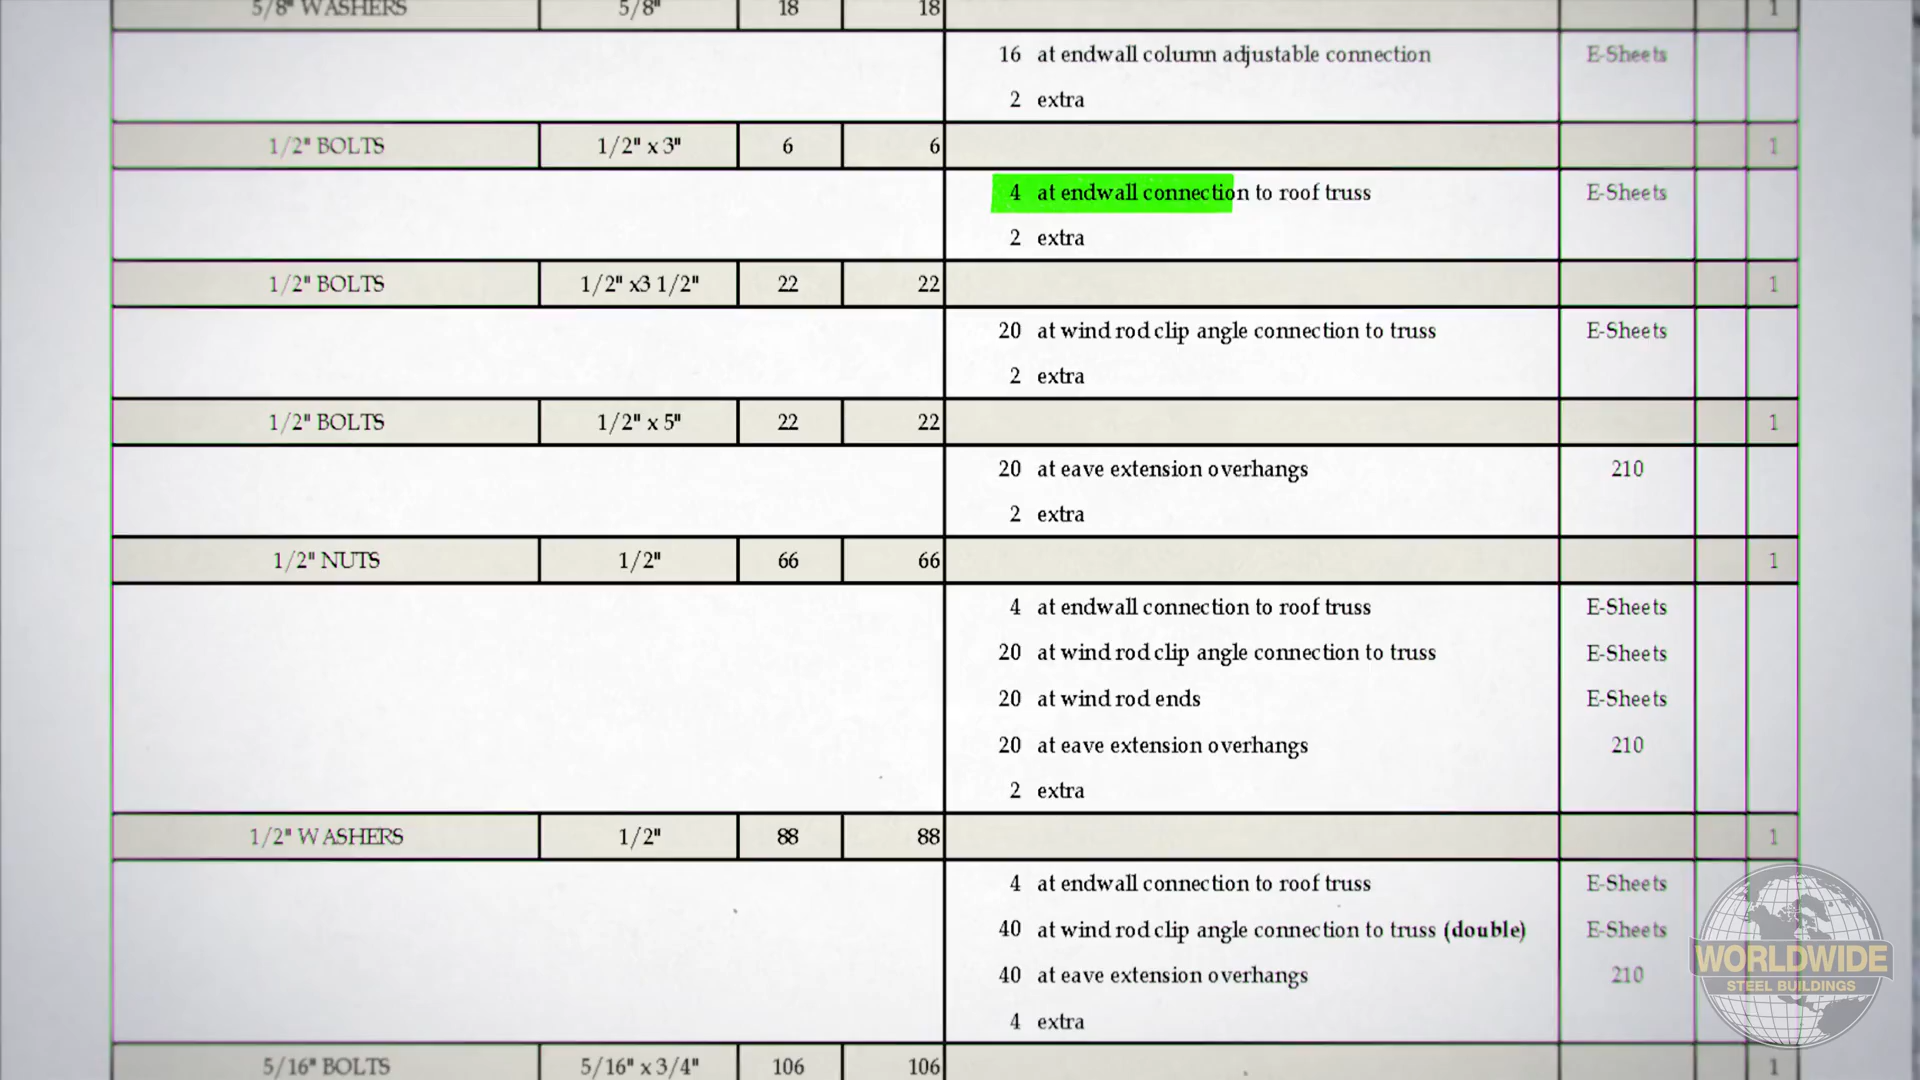 5/8" WASHERS 5/8" 18 18 1
16 at endwall column adjustable connection E-Sheets
2 extra
1/2" BOLTS 1/2" x 3" 6 6 1
4 at endwall connection to roof truss E-Sheets
2 extra
1/2" BOLTS 1/2" x3 1/2" 22 22 1
20 at wind rod clip angle connection to truss E-Sheets
2 extra
1/2" BOLTS 1/2" x 5" 22 22 1
20 at eave extension overhangs 210
2 extra
1/2" NUTS 1/2" 66 66 1
4 at endwall connection to roof truss E-Sheets
20 at wind rod clip angle connection to truss E-Sheets
20 at wind rod ends E-Sheets
20 at eave extension overhangs 210
2 extra
1/2" WASHERS 1/2" 88 88 1
4 at endwall connection to roof truss E-Sheets
40 at wind rod clip angle connection to truss (double) E-Sheets
40 at eave extension overhangs 210
4 extra
5/16" BOLTS 5/16" x 3/4" 106 106 1
WORLDWIDE
STEEL BUILDINGS